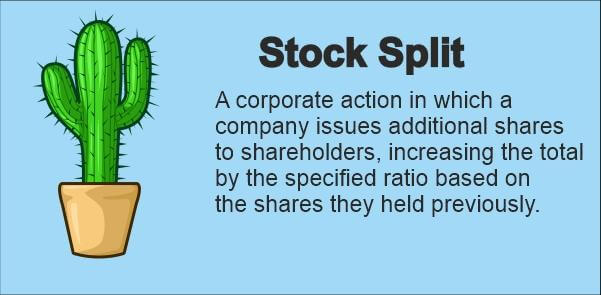 Stock Split
A corporate action in which a
company issues additional shares
to shareholders, increasing the total
by the specified ratio based on
the shares they held previously.